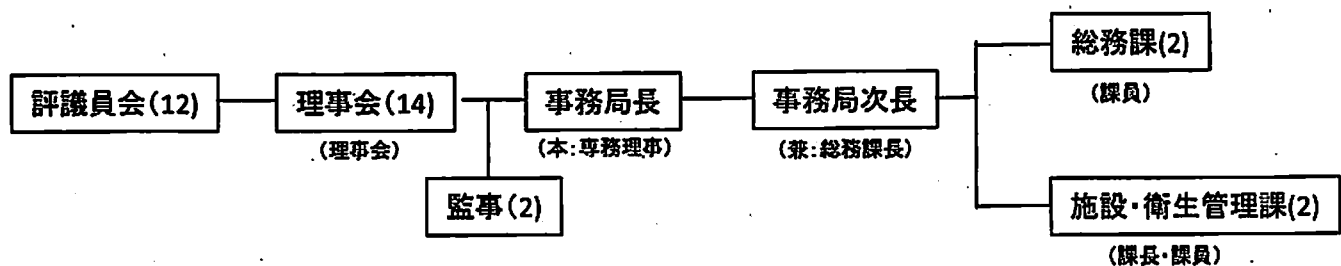 評議員会(12)
理事会(14)
(理事会)
監事(2)
事務局長
(本:専務理事)
事務局次長
(兼:総務課長)
総務課(2)
(課員)
施設・衛生管理課(2)
(課長・課員)